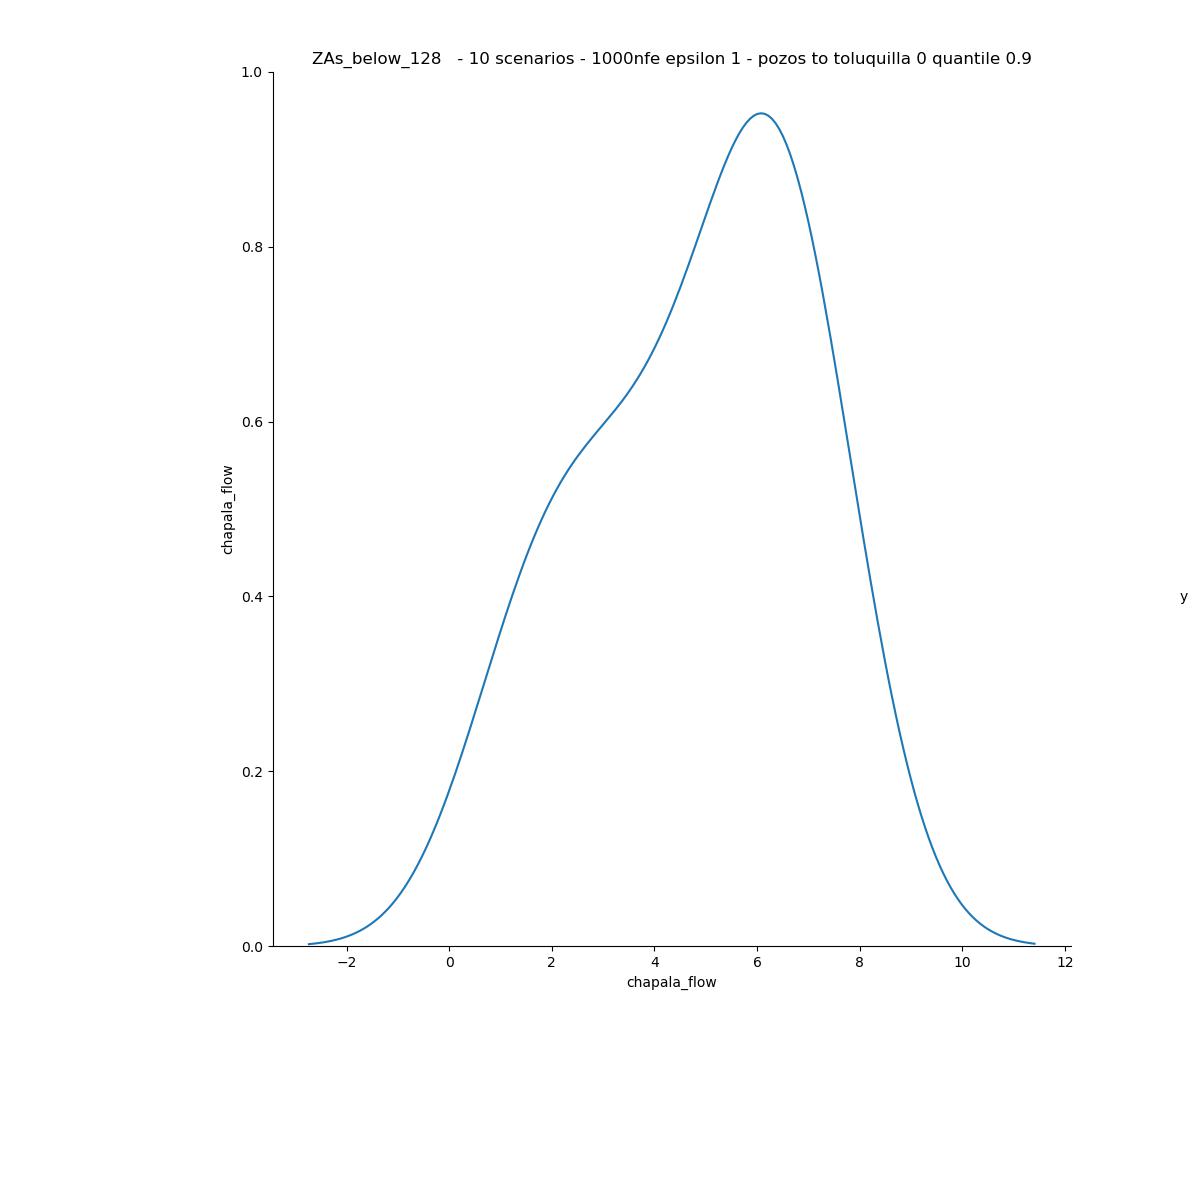 ZAs_below_128   - 10 scenarios - 1000nfe epsilon 1 - pozos to toluquilla 0 quantile 0.9
1.0
0.8
0.6
0.4
0.2
0.0
chapala_flow
−2 0 2 4 6 8 10 12
chapala_flow
y